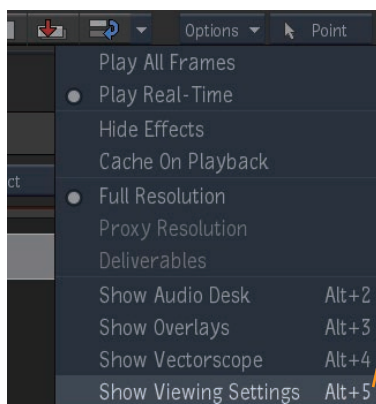 Options Point
Play All Frames
Play Real-Time
Hide Effects
Cache On Playback
ct
Full Resolution
Proxy Resolution
Deliverables
Show Audio Desk Alt+2
Show Overlays Alt+3
Show Vectorscope Alt+4
Show Viewing Settings Alt+5